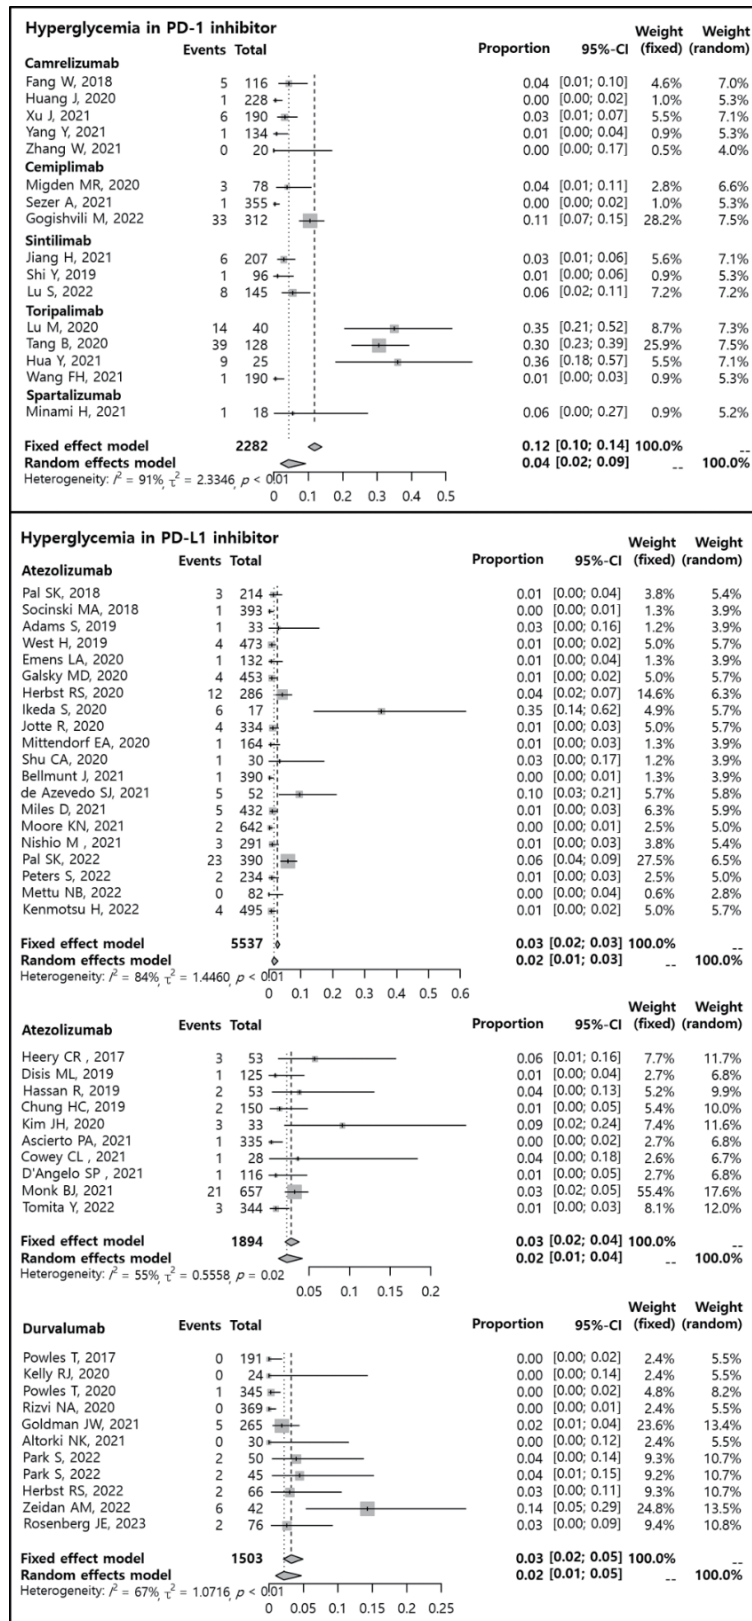 Hyperglycemia in PD-1 inhibitor
Events Total Proportion 95%-CI Weight (fixed) Weight (random)
Camrelizumab
Fang W, 2018 5 116 0.04 [0.01; 0.10] 4.6% 7.0%
Huang J, 2020 1 228 0.00 [0.00; 0.02] 1.0% 5.3%
Xu J, 2021 6 190 0.03 [0.01; 0.07] 5.5% 7.1%
Yang Y, 2021 1 134 0.01 [0.00; 0.04] 0.9% 5.3%
Zhang W, 2021 0 20 0.00 [0.00; 0.17] 0.5% 4.0%
Cemiplimab
Migden MR, 2020 3 78 0.04 [0.01; 0.11] 2.8% 6.6%
Sezer A, 2021 1 355 0.00 [0.00; 0.02] 1.0% 5.3%
Gogishvili M, 2022 33 312 0.11 [0.07; 0.15] 28.2% 7.5%
Sintilimab
Jiang H, 2021 6 207 0.03 [0.01; 0.06] 5.6% 7.1%
Shi Y, 2019 1 96 0.01 [0.00; 0.06] 0.9% 5.3%
Lu S, 2022 8 145 0.06 [0.02; 0.11] 7.2% 7.2%
Toripalimab
Lu M, 2020 14 40 0.35 [0.21; 0.52] 8.7% 7.3%
Tang B, 2020 39 128 0.30 [0.23; 0.39] 25.9% 7.5%
Hua Y, 2021 9 25 0.36 [0.18; 0.57] 5.5% 7.1%
Wang FH, 2021 1 190 0.01 [0.00; 0.03] 0.9% 5.3%
Spartalizumab
Minami H, 2021 1 18 0.06 [0.00; 0.27] 0.9% 5.2%
Fixed effect model 2282 0.12 [0.10; 0.14] 100.0% --
Random effects model 0.04 [0.02; 0.09] -- 100.0%
Heterogeneity: I² = 91%, τ² = 2.3346, p < 0.01
0 0.1 0.2 0.3 0.4 0.5
Hyperglycemia in PD-L1 inhibitor
Events Total Proportion 95%-CI Weight (fixed) Weight (random)
Atezolizumab
Pal SK, 2018 3 214 0.01 [0.00; 0.04] 3.8% 5.4%
Socinski MA, 2018 1 393 0.00 [0.00; 0.01] 1.3% 3.9%
Adams S, 2019 1 33 0.03 [0.00; 0.16] 1.2% 3.9%
West H, 2019 4 473 0.01 [0.00; 0.02] 5.0% 5.7%
Emens LA, 2020 1 132 0.01 [0.00; 0.04] 1.3% 3.9%
Galsky MD, 2020 4 453 0.01 [0.00; 0.02] 5.0% 5.7%
Herbst RS, 2020 12 286 0.04 [0.02; 0.07] 14.6% 6.3%
Ikeda S, 2020 6 17 0.35 [0.14; 0.62] 4.9% 5.7%
Jotte R, 2020 4 334 0.01 [0.00; 0.03] 5.0% 5.7%
Mittendorf EA, 2020 1 164 0.01 [0.00; 0.03] 1.3% 3.9%
Shu CA, 2020 1 30 0.03 [0.00; 0.17] 1.2% 3.9%
Bellmunt J, 2021 1 390 0.00 [0.00; 0.01] 1.3% 3.9%
de Azevedo SJ, 2021 5 52 0.10 [0.03; 0.21] 5.7% 5.8%
Miles D, 2021 5 432 0.01 [0.00; 0.03] 6.3% 5.9%
Moore KN, 2021 2 642 0.00 [0.00; 0.01] 2.5% 5.0%
Nishio M , 2021 3 291 0.01 [0.00; 0.03] 3.8% 5.4%
Pal SK, 2022 23 390 0.06 [0.04; 0.09] 27.5% 6.5%
Peters S, 2022 2 234 0.01 [0.00; 0.03] 2.5% 5.0%
Mettu NB, 2022 0 82 0.00 [0.00; 0.04] 0.6% 2.8%
Kenmotsu H, 2022 4 495 0.01 [0.00; 0.02] 5.0% 5.7%
Fixed effect model 5537 0.03 [0.02; 0.03] 100.0% --
Random effects model 0.02 [0.01; 0.03] -- 100.0%
Heterogeneity: I² = 84%, τ² = 1.4460, p < 0.01
0 0.1 0.2 0.3 0.4 0.5 0.6
Atezolizumab Events Total Proportion 95%-CI Weight (fixed) Weight (random)
Heery CR , 2017 3 53 0.06 [0.01; 0.16] 7.7% 11.7%
Disis ML, 2019 1 125 0.01 [0.00; 0.04] 2.7% 6.8%
Hassan R, 2019 2 53 0.04 [0.00; 0.13] 5.2% 9.9%
Chung HC, 2019 2 150 0.01 [0.00; 0.05] 5.4% 10.0%
Kim JH, 2020 3 33 0.09 [0.02; 0.24] 7.4% 11.6%
Ascierto PA, 2021 1 335 0.00 [0.00; 0.02] 2.7% 6.8%
Cowey CL , 2021 1 28 0.04 [0.00; 0.18] 2.6% 6.7%
D'Angelo SP , 2021 1 116 0.01 [0.00; 0.05] 2.7% 6.8%
Monk BJ, 2021 21 657 0.03 [0.02; 0.05] 55.4% 17.6%
Tomita Y, 2022 3 344 0.01 [0.00; 0.03] 8.1% 12.0%
Fixed effect model 1894 0.03 [0.02; 0.04] 100.0% --
Random effects model 0.02 [0.01; 0.04] -- 100.0%
Heterogeneity: I² = 55%, τ² = 0.5558, p = 0.02
0.05 0.1 0.15 0.2
Durvalumab Events Total Proportion 95%-CI Weight (fixed) Weight (random)
Powles T, 2017 0 191 0.00 [0.00; 0.02] 2.4% 5.5%
Kelly RJ, 2020 0 24 0.00 [0.00; 0.14] 2.4% 5.5%
Powles T, 2020 1 345 0.00 [0.00; 0.02] 4.8% 8.2%
Rizvi NA, 2020 0 369 0.00 [0.00; 0.01] 2.4% 5.5%
Goldman JW, 2021 5 265 0.02 [0.01; 0.04] 23.6% 13.4%
Altorki NK, 2021 0 30 0.00 [0.00; 0.12] 2.4% 5.5%
Park S, 2022 2 50 0.04 [0.00; 0.14] 9.3% 10.7%
Park S, 2022 2 45 0.04 [0.01; 0.15] 9.2% 10.7%
Herbst RS, 2022 2 66 0.03 [0.00; 0.11] 9.3% 10.7%
Zeidan AM, 2022 6 42 0.14 [0.05; 0.29] 24.8% 13.5%
Rosenberg JE, 2023 2 76 0.03 [0.00; 0.09] 9.4% 10.8%
Fixed effect model 1503 0.03 [0.02; 0.05] 100.0% --
Random effects model 0.02 [0.01; 0.05] -- 100.0%
Heterogeneity: I² = 67%, τ² = 1.0716, p < 0.01
0 0.05 0.1 0.15 0.2 0.25